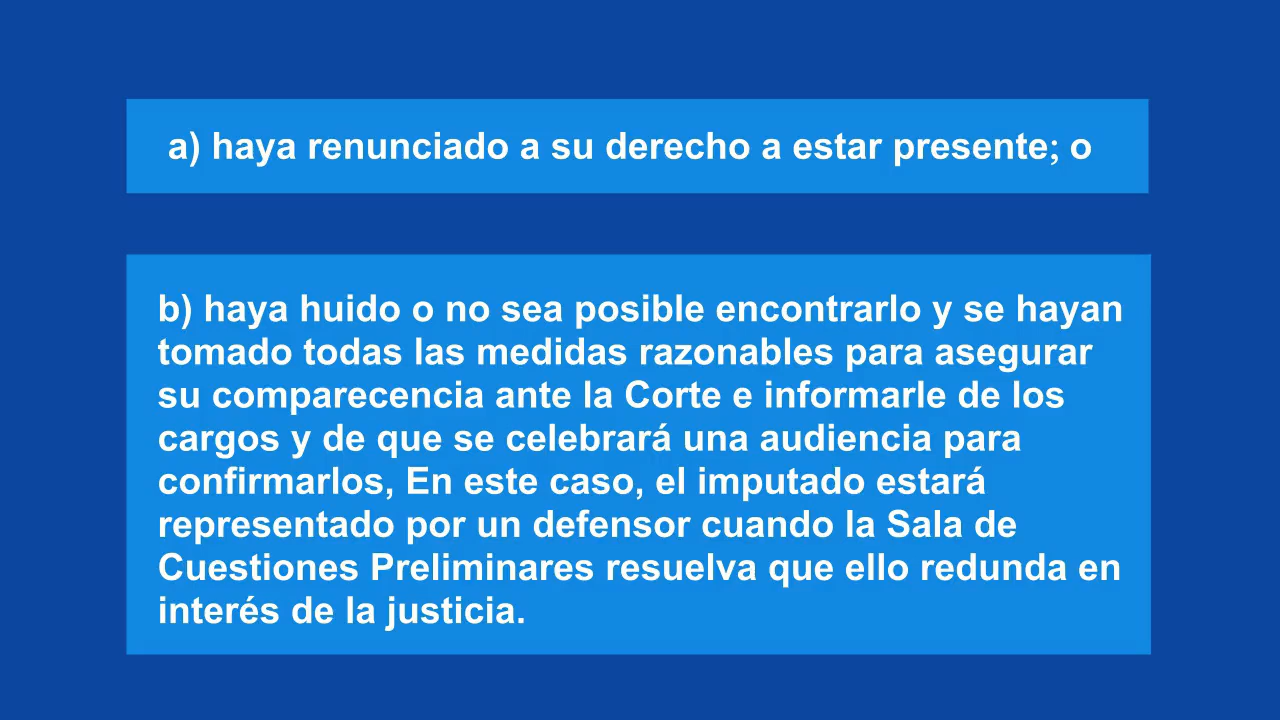 a) haya renunciado a su derecho a estar presente; o
b) haya huido o no sea posible encontrarlo y se hayan
tomado todas las medidas razonables para asegurar
su comparecencia ante la Corte e informarle de los
cargos y de que se celebrará una audiencia para
confirmarlos, En este caso, el imputado estará
representado por un defensor cuando la Sala de
Cuestiones Preliminares resuelva que ello redunda en
interés de la justicia.